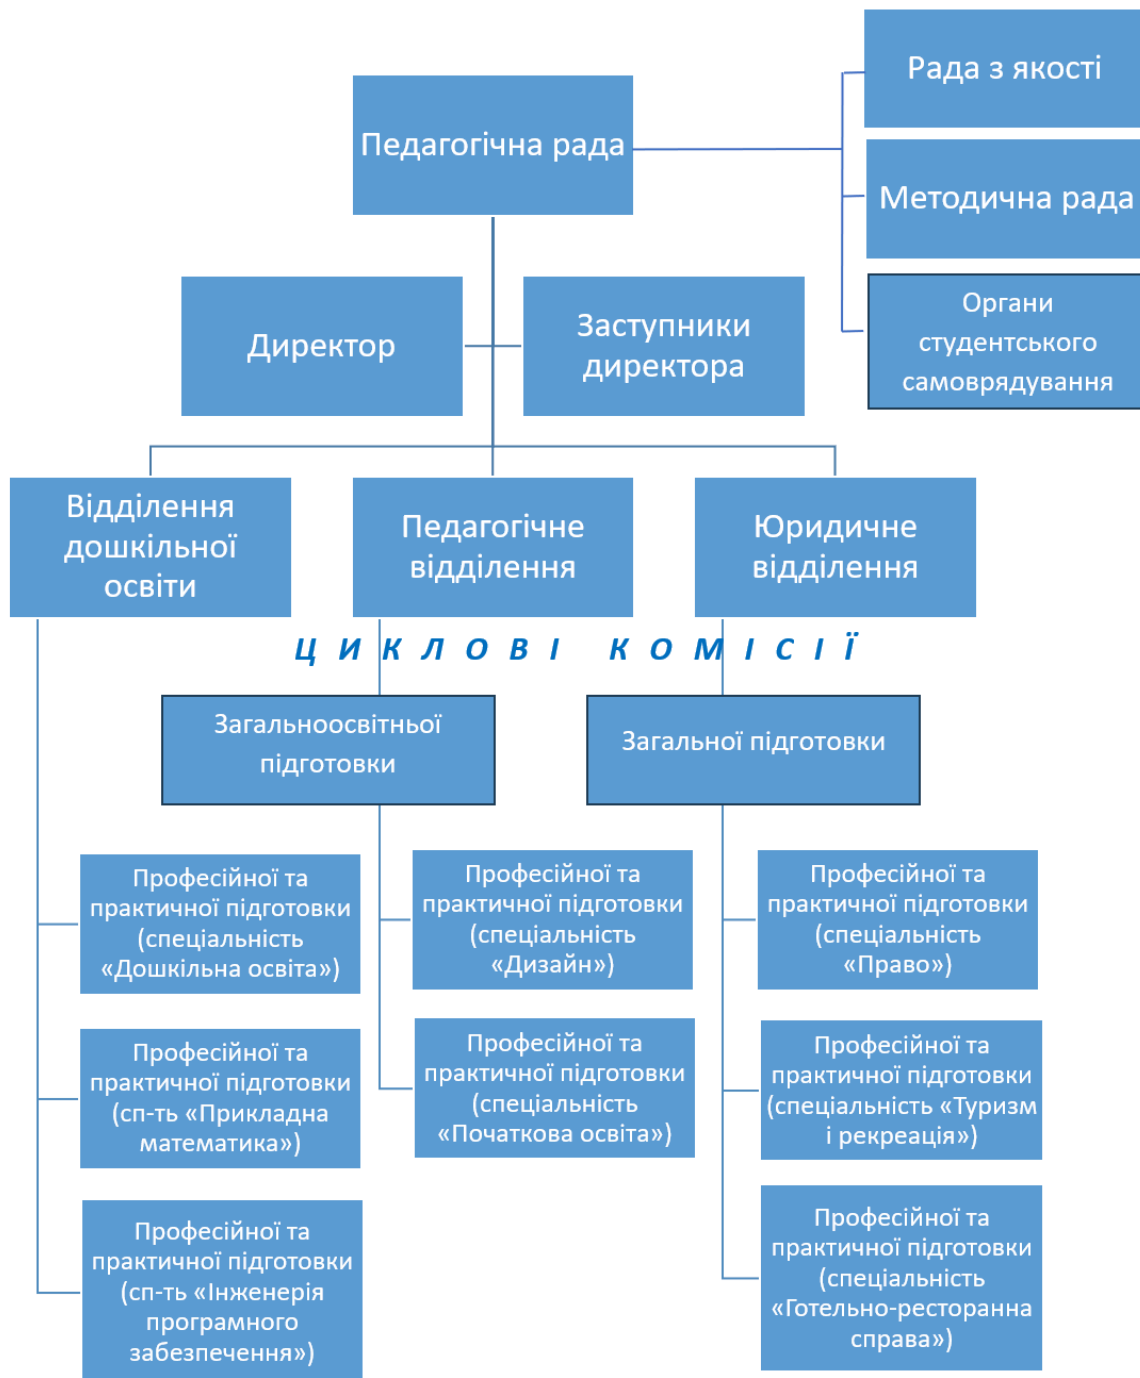 Рада з якості
Педагогічна рада
Методична рада
Органи
студентського
самоврядування
Директор
Заступники
директора
Відділення
дошкільної
освіти
Педагогічне
відділення
Юридичне
відділення
ЦИКЛОВІ КОМІСІЇ
Загальноосвітньої
підготовки
Загальної підготовки
Професійної та
практичної підготовки
(спеціальність
«Дошкільна освіта»)
Професійної та
практичної підготовки
(спеціальність
«Дизайн»)
Професійної та
практичної підготовки
(спеціальність
«Право»)
Професійної та
практичної підготовки
(сп-ть «Прикладна
математика»)
Професійної та
практичної підготовки
(спеціальність
«Початкова освіта»)
Професійної та
практичної підготовки
(спеціальність «Туризм
і рекреація»)
Професійної та
практичної підготовки
(сп-ть «Інженерія
програмного
забезпечення»)
Професійної та
практичної підготовки
(спеціальність
«Готельно-ресторанна
справа»)